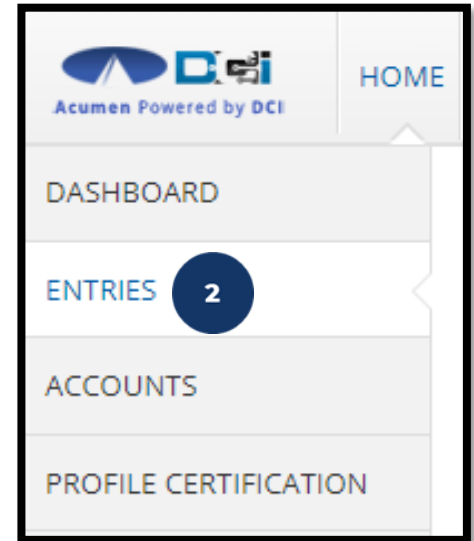 DCi
HOME
Acumen Powered by DCI
DASHBOARD
ENTRIES 2
ACCOUNTS
PROFILE CERTIFICATION